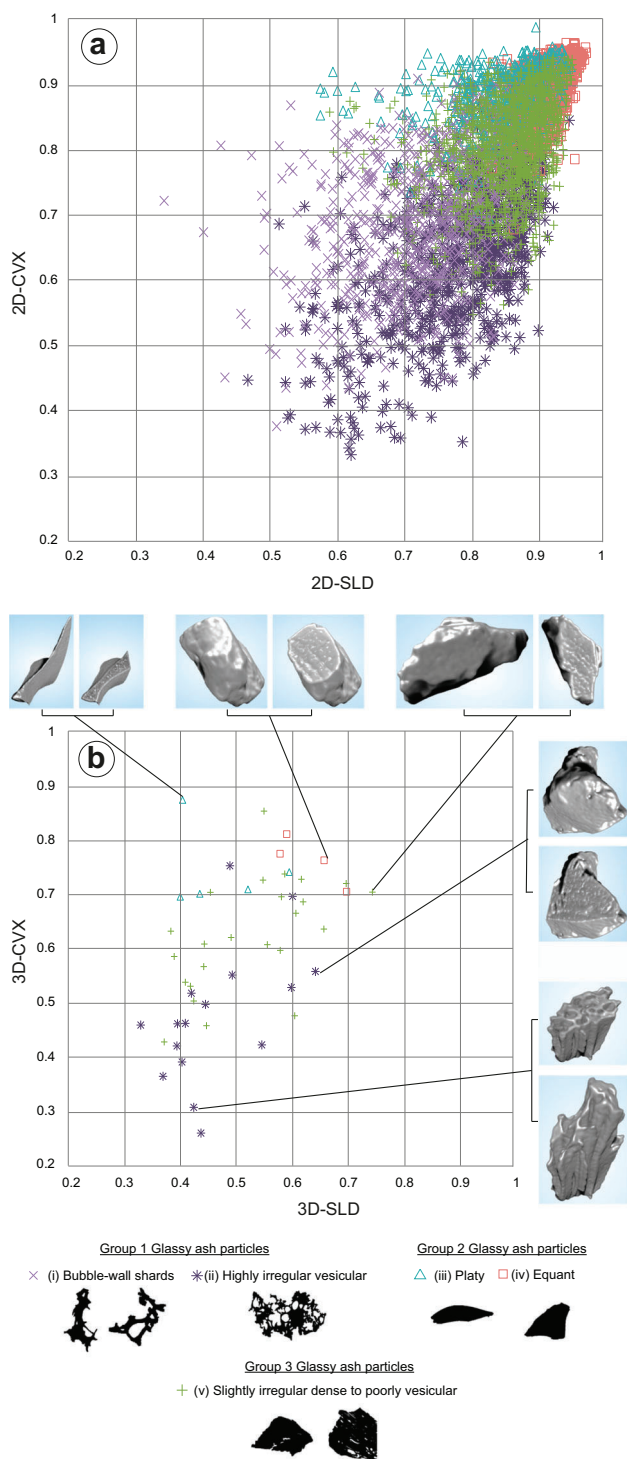 a
1
0.9
0.8
0.7
0.6
0.5
0.4
0.3
0.2
2D-CVX
0.2 0.3 0.4 0.5 0.6 0.7 0.8 0.9 1
2D-SLD
b
1
0.9
0.8
0.7
0.6
0.5
0.4
0.3
0.2
3D-CVX
0.2 0.3 0.4 0.5 0.6 0.7 0.8 0.9 1
3D-SLD
Group 1 Glassy ash particles
(i) Bubble-wall shards (ii) Highly irregular vesicular
Group 2 Glassy ash particles
(iii) Platy (iv) Equant
Group 3 Glassy ash particles
(v) Slightly irregular dense to poorly vesicular